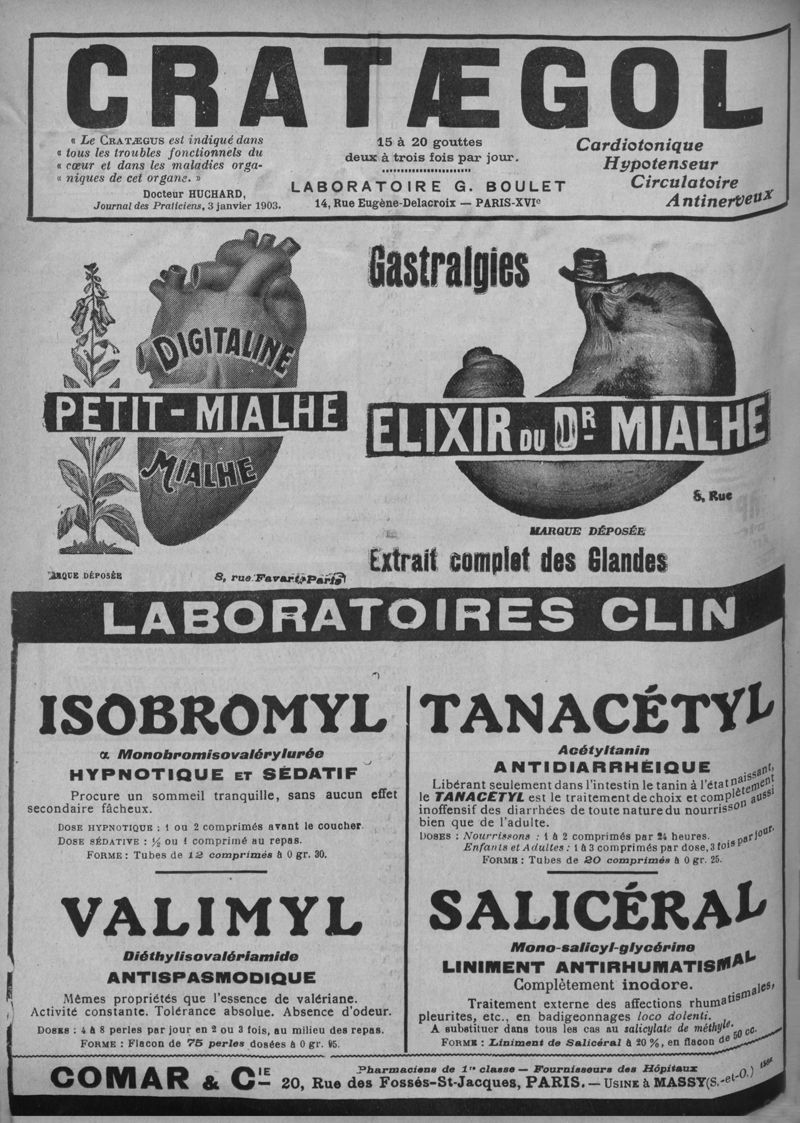 CRATÆGOL
« Le CRATÆGUS est indiqué dans
« tous les troubles fonctionnels du
« cœur et dans les maladies orga-
« niques de cet organe. »
Docteur HUCHARD,
Journal des Praticiens, 3 janvier 1903.
15 à 20 gouttes
deux à trois fois par jour.
LABORATOIRE G. BOULET
14, Rue Eugène-Delacroix — PARIS-XVIe
Cardiotonique
Hypotenseur
Circulatoire
Antinerveux
DIGITALINE
PETIT-MIALHE
MIALHE
ARQUE DÉPOSÉE
8, rue Favart Paris
Gastralgies
ELIXIR DU DR MIALHE
8, Rue
MARQUE DÉPOSÉE
Extrait complet des Glandes
LABORATOIRES CLIN
ISOBROMYL
α Monobromisovalérylurée
HYPNOTIQUE ET SÉDATIF
Procure un sommeil tranquille, sans aucun effet
secondaire fâcheux.
DOSE HYPNOTIQUE : 1 ou 2 comprimés avant le coucher.
DOSE SÉDATIVE : ½ ou 1 comprimé au repas.
FORME : Tubes de 12 comprimés à 0 gr. 30.
VALIMYL
Diéthylisovalériamide
ANTISPASMODIQUE
Mêmes propriétés que l'essence de valériane.
Activité constante. Tolérance absolue. Absence d'odeur.
DOSES : 4 à 8 perles par jour en 2 ou 3 fois, au milieu des repas.
FORME : Flacon de 75 perles dosées à 0 gr. 05.
TANACÉTYL
Acétyltanin
ANTIDIARRHÉIQUE
Libérant seulement dans l'intestin le tanin à l'état naissant,
le TANACÉTYL est le traitement de choix et complètement
inoffensif des diarrhées de toute nature du nourrisson aussi
bien que de l'adulte.
DOSES : Nourrissons : 1 à 2 comprimés par 24 heures.
Enfants et Adultes : 1 à 3 comprimés par dose, 3 fois par jour.
FORME : Tubes de 20 comprimés à 0 gr. 25.
SALICÉRAL
Mono-salicyl-glycérine
LINIMENT ANTIRHUMATISMAL
Complètement inodore.
Traitement externe des affections rhumatismales,
pleurites, etc., en badigeonnages loco dolenti.
A substituer dans tous les cas au salicylate de méthyle.
FORME : Liniment de Salicéral à 20 %, en flacon de 50 cc.
COMAR & CIE
Pharmaciens de 1re classe — Fournisseurs des Hôpitaux
20, Rue des Fossés-St-Jacques, PARIS. — USINE à MASSY (S.-et-O.)